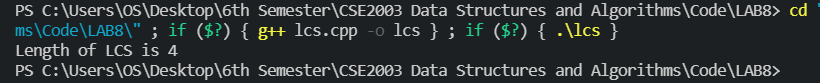 PS C:\Users\OS\Desktop\6th Semester\CSE2003 Data Structures and Algorithms\Code\LAB8> cd "
ms\Code\LAB8\" ; if ($?) { g++ lcs.cpp -o lcs } ; if ($?) { .\lcs }
Length of LCS is 4
PS C:\Users\OS\Desktop\6th Semester\CSE2003 Data Structures and Algorithms\Code\LAB8>